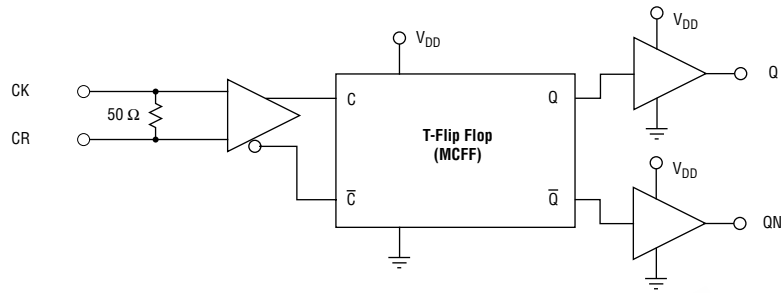 V_DD
V_DD
CK
50 Ω
CR
C
Q
Q
T-Flip Flop
(MCFF)
C̅
Q̅
V_DD
QN